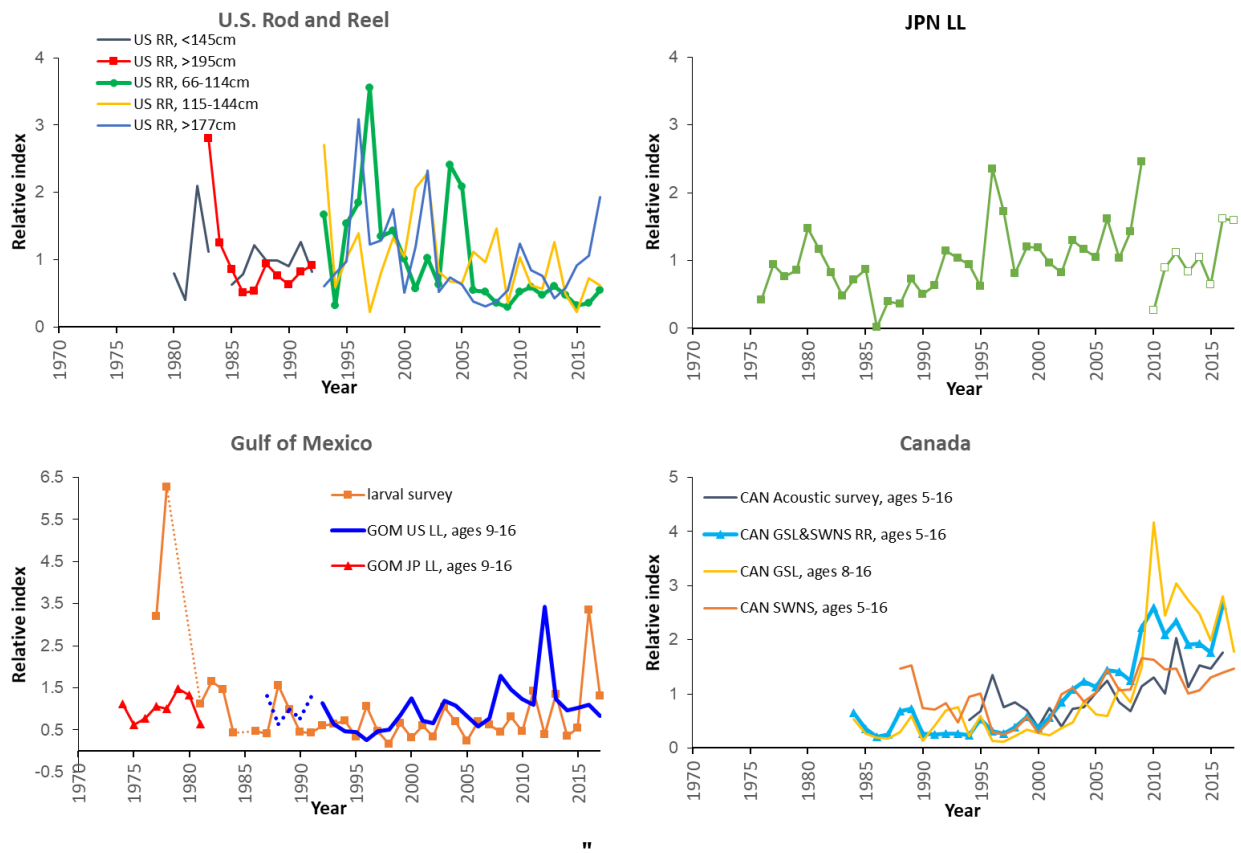 U.S. Rod and Reel
US RR, <145cm
US RR, >195cm
US RR, 66-114cm
US RR, 115-144cm
US RR, >177cm
Relative index
4
3
2
1
0
1970 1975 1980 1985 1990 1995 2000 2005 2010 2015
Year
JPN LL
Relative index
4
3
2
1
0
1970 1975 1980 1985 1990 1995 2000 2005 2010 2015
Year
Gulf of Mexico
larval survey
GOM US LL, ages 9-16
GOM JP LL, ages 9-16
Relative index
6.5
5.5
4.5
3.5
2.5
1.5
0.5
-0.5
1970 1975 1980 1985 1990 1995 2000 2005 2010 2015
Year
Canada
CAN Acoustic survey, ages 5-16
CAN GSL&SWNS RR, ages 5-16
CAN GSL, ages 8-16
CAN SWNS, ages 5-16
Relative index
5
4
3
2
1
0
1970 1975 1980 1985 1990 1995 2000 2005 2010 2015
Year
"